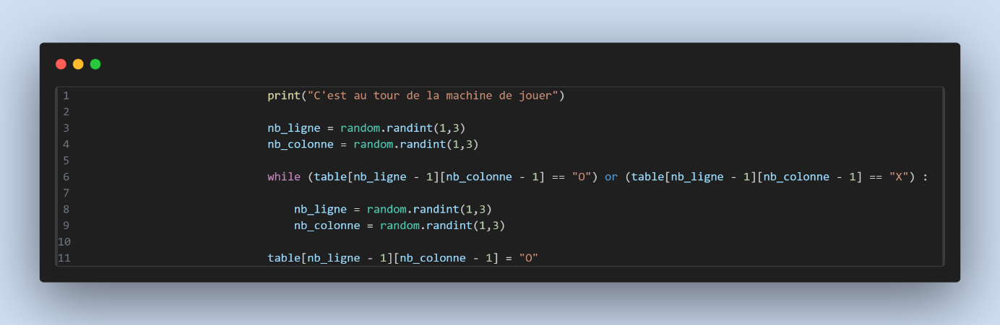 1 print("C'est au tour de la machine de jouer")
2
3 nb_ligne = random.randint(1,3)
4 nb_colonne = random.randint(1,3)
5
6 while (table[nb_ligne - 1][nb_colonne - 1] == "O") or (table[nb_ligne - 1][nb_colonne - 1] == "X") :
7
8     nb_ligne = random.randint(1,3)
9     nb_colonne = random.randint(1,3)
10
11 table[nb_ligne - 1][nb_colonne - 1] = "O"